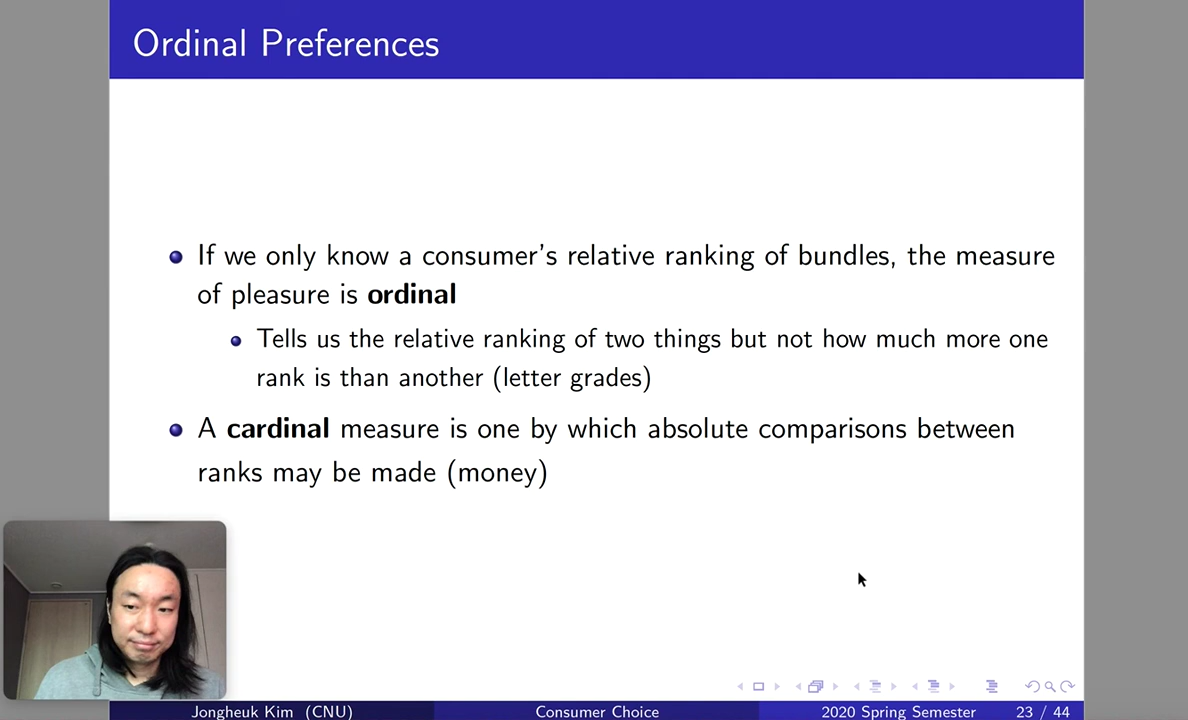 Ordinal Preferences
If we only know a consumer's relative ranking of bundles, the measure
of pleasure is ordinal
Tells us the relative ranking of two things but not how much more one
rank is than another (letter grades)
A cardinal measure is one by which absolute comparisons between
ranks may be made (money)
Jongheuk Kim (CNU)
Consumer Choice
2020 Spring Semester
23 / 44